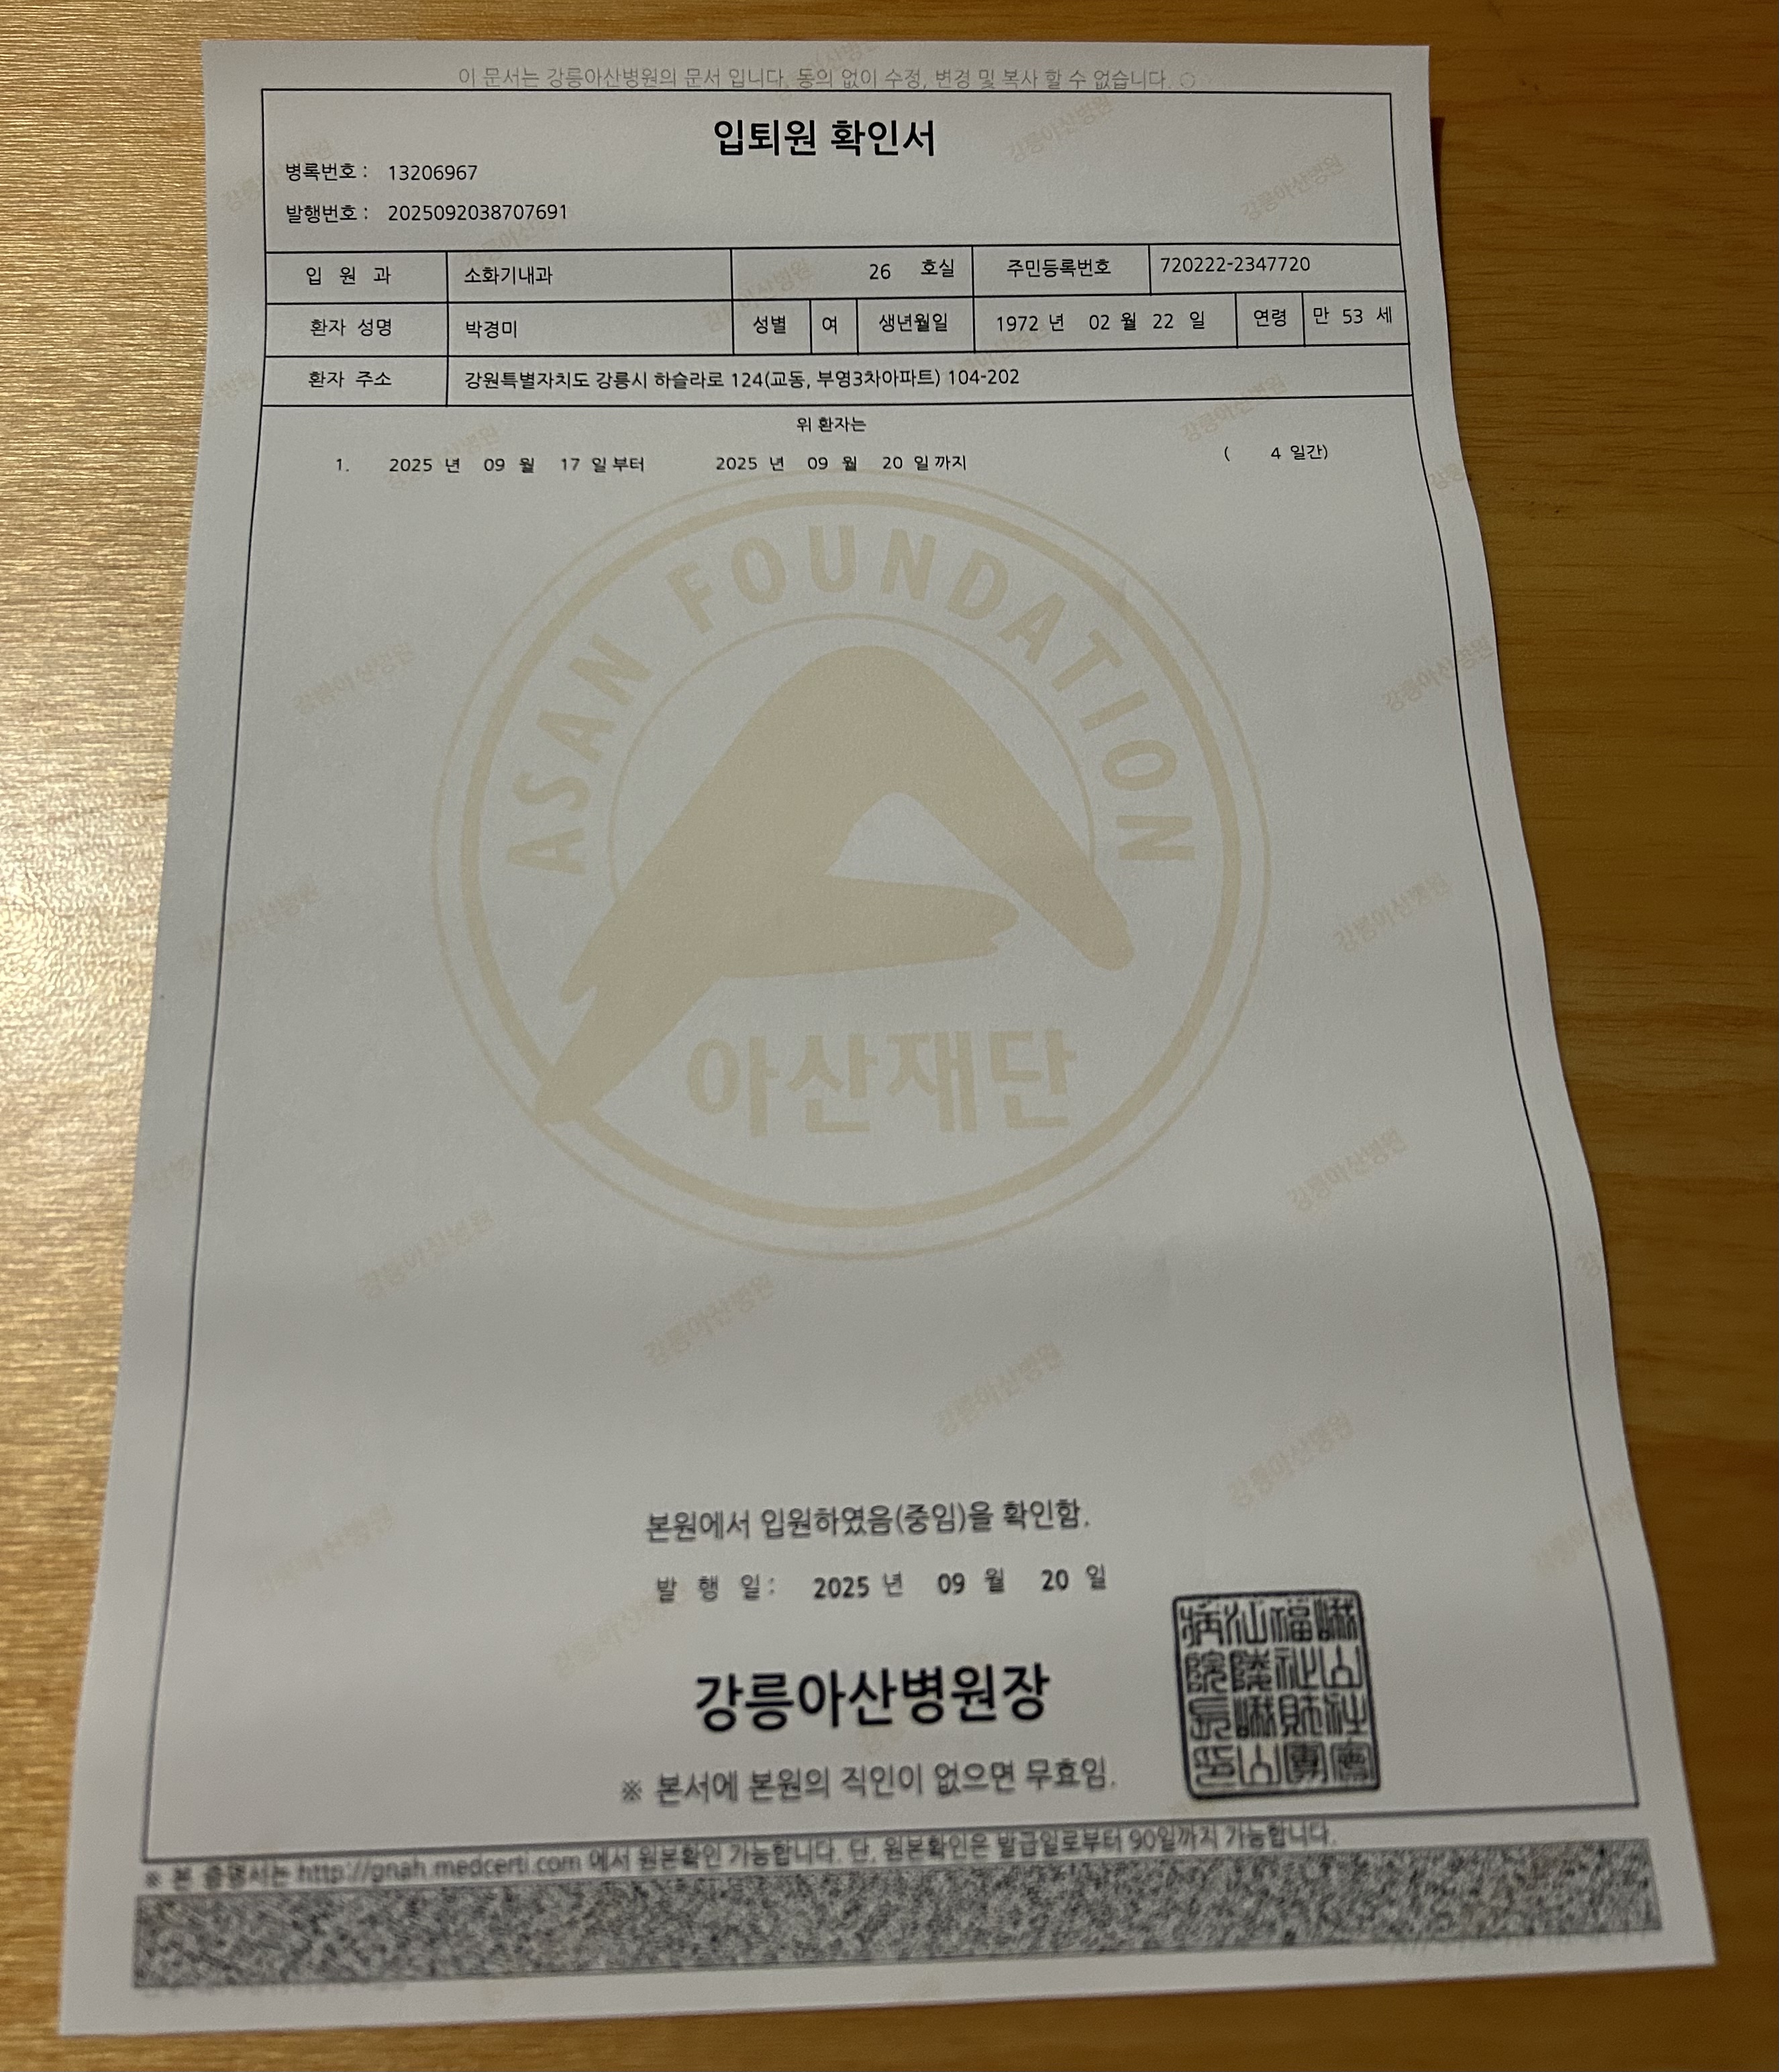 이 문서는 강릉아산병원의 문서 입니다. 동의 없이 수정, 변경 및 복사 할 수 없습니다.
입퇴원 확인서
병록번호 : 13206967
발행번호 : 2025092038707691
입 원 과 소화기내과 26 호실 주민등록번호 720222-2347720
환자 성명 박경미 성별 여 생년월일 1972 년 02 월 22 일 연령 만 53 세
환자 주소 강원특별자치도 강릉시 하슬라로 124(교동, 부영3차아파트) 104-202
위 환자는
1. 2025 년 09 월 17 일 부터 2025 년 09 월 20 일 까지 ( 4 일간)
ASAN FOUNDATION
아산재단
본원에서 입원하였음(중임)을 확인함.
발 행 일 : 2025 년 09 월 20 일
강릉아산병원장
※ 본서에 본원의 직인이 없으면 무효임.
※ 본 증명서는 http://gnah.medcerti.com 에서 원본확인 가능합니다. 단, 원본확인은 발급일로부터 90일까지 가능합니다.
강릉아산병원